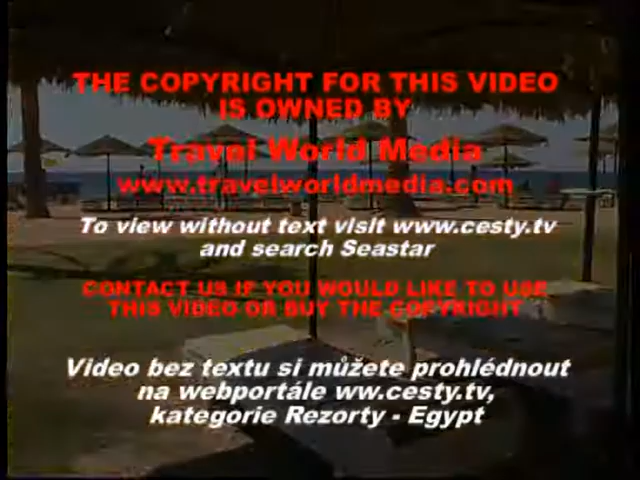 THE COPYRIGHT FOR THIS VIDEO
IS OWNED BY
Travel World Media
www.travelworldmedia.com
To view without text visit www.cesty.tv
and search Seastar
CONTACT US IF YOU WOULD LIKE TO USE
THIS VIDEO OR BUY THE COPYRIGHT
Video bez textu si můžete prohlédnout
na webportále ww.cesty.tv,
kategorie Rezorty - Egypt